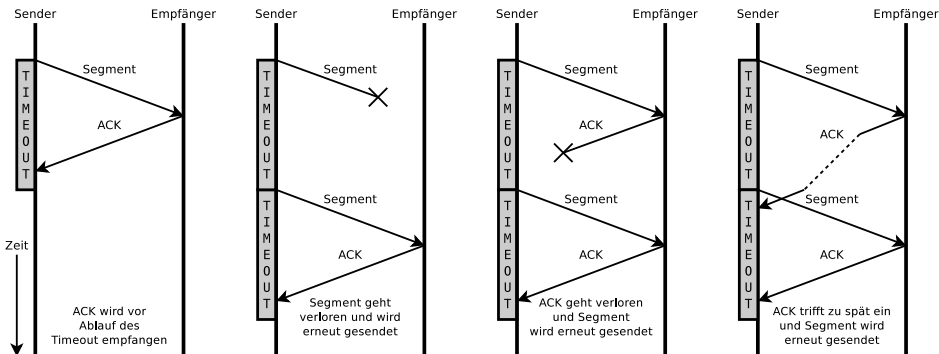 Sender
Empfänger
Segment
TIMEOUT
ACK
Zeit
ACK wird vor
Ablauf des
Timeout empfangen
Sender
Empfänger
Segment
TIMEOUT
Segment
TIMEOUT
ACK
Segment geht
verloren und wird
erneut gesendet
Sender
Empfänger
Segment
TIMEOUT
ACK
Segment
TIMEOUT
ACK
ACK geht verloren
und Segment
wird erneut gesendet
Sender
Empfänger
Segment
TIMEOUT
ACK
Segment
TIMEOUT
ACK
ACK trifft zu spät ein
und Segment wird
erneut gesendet